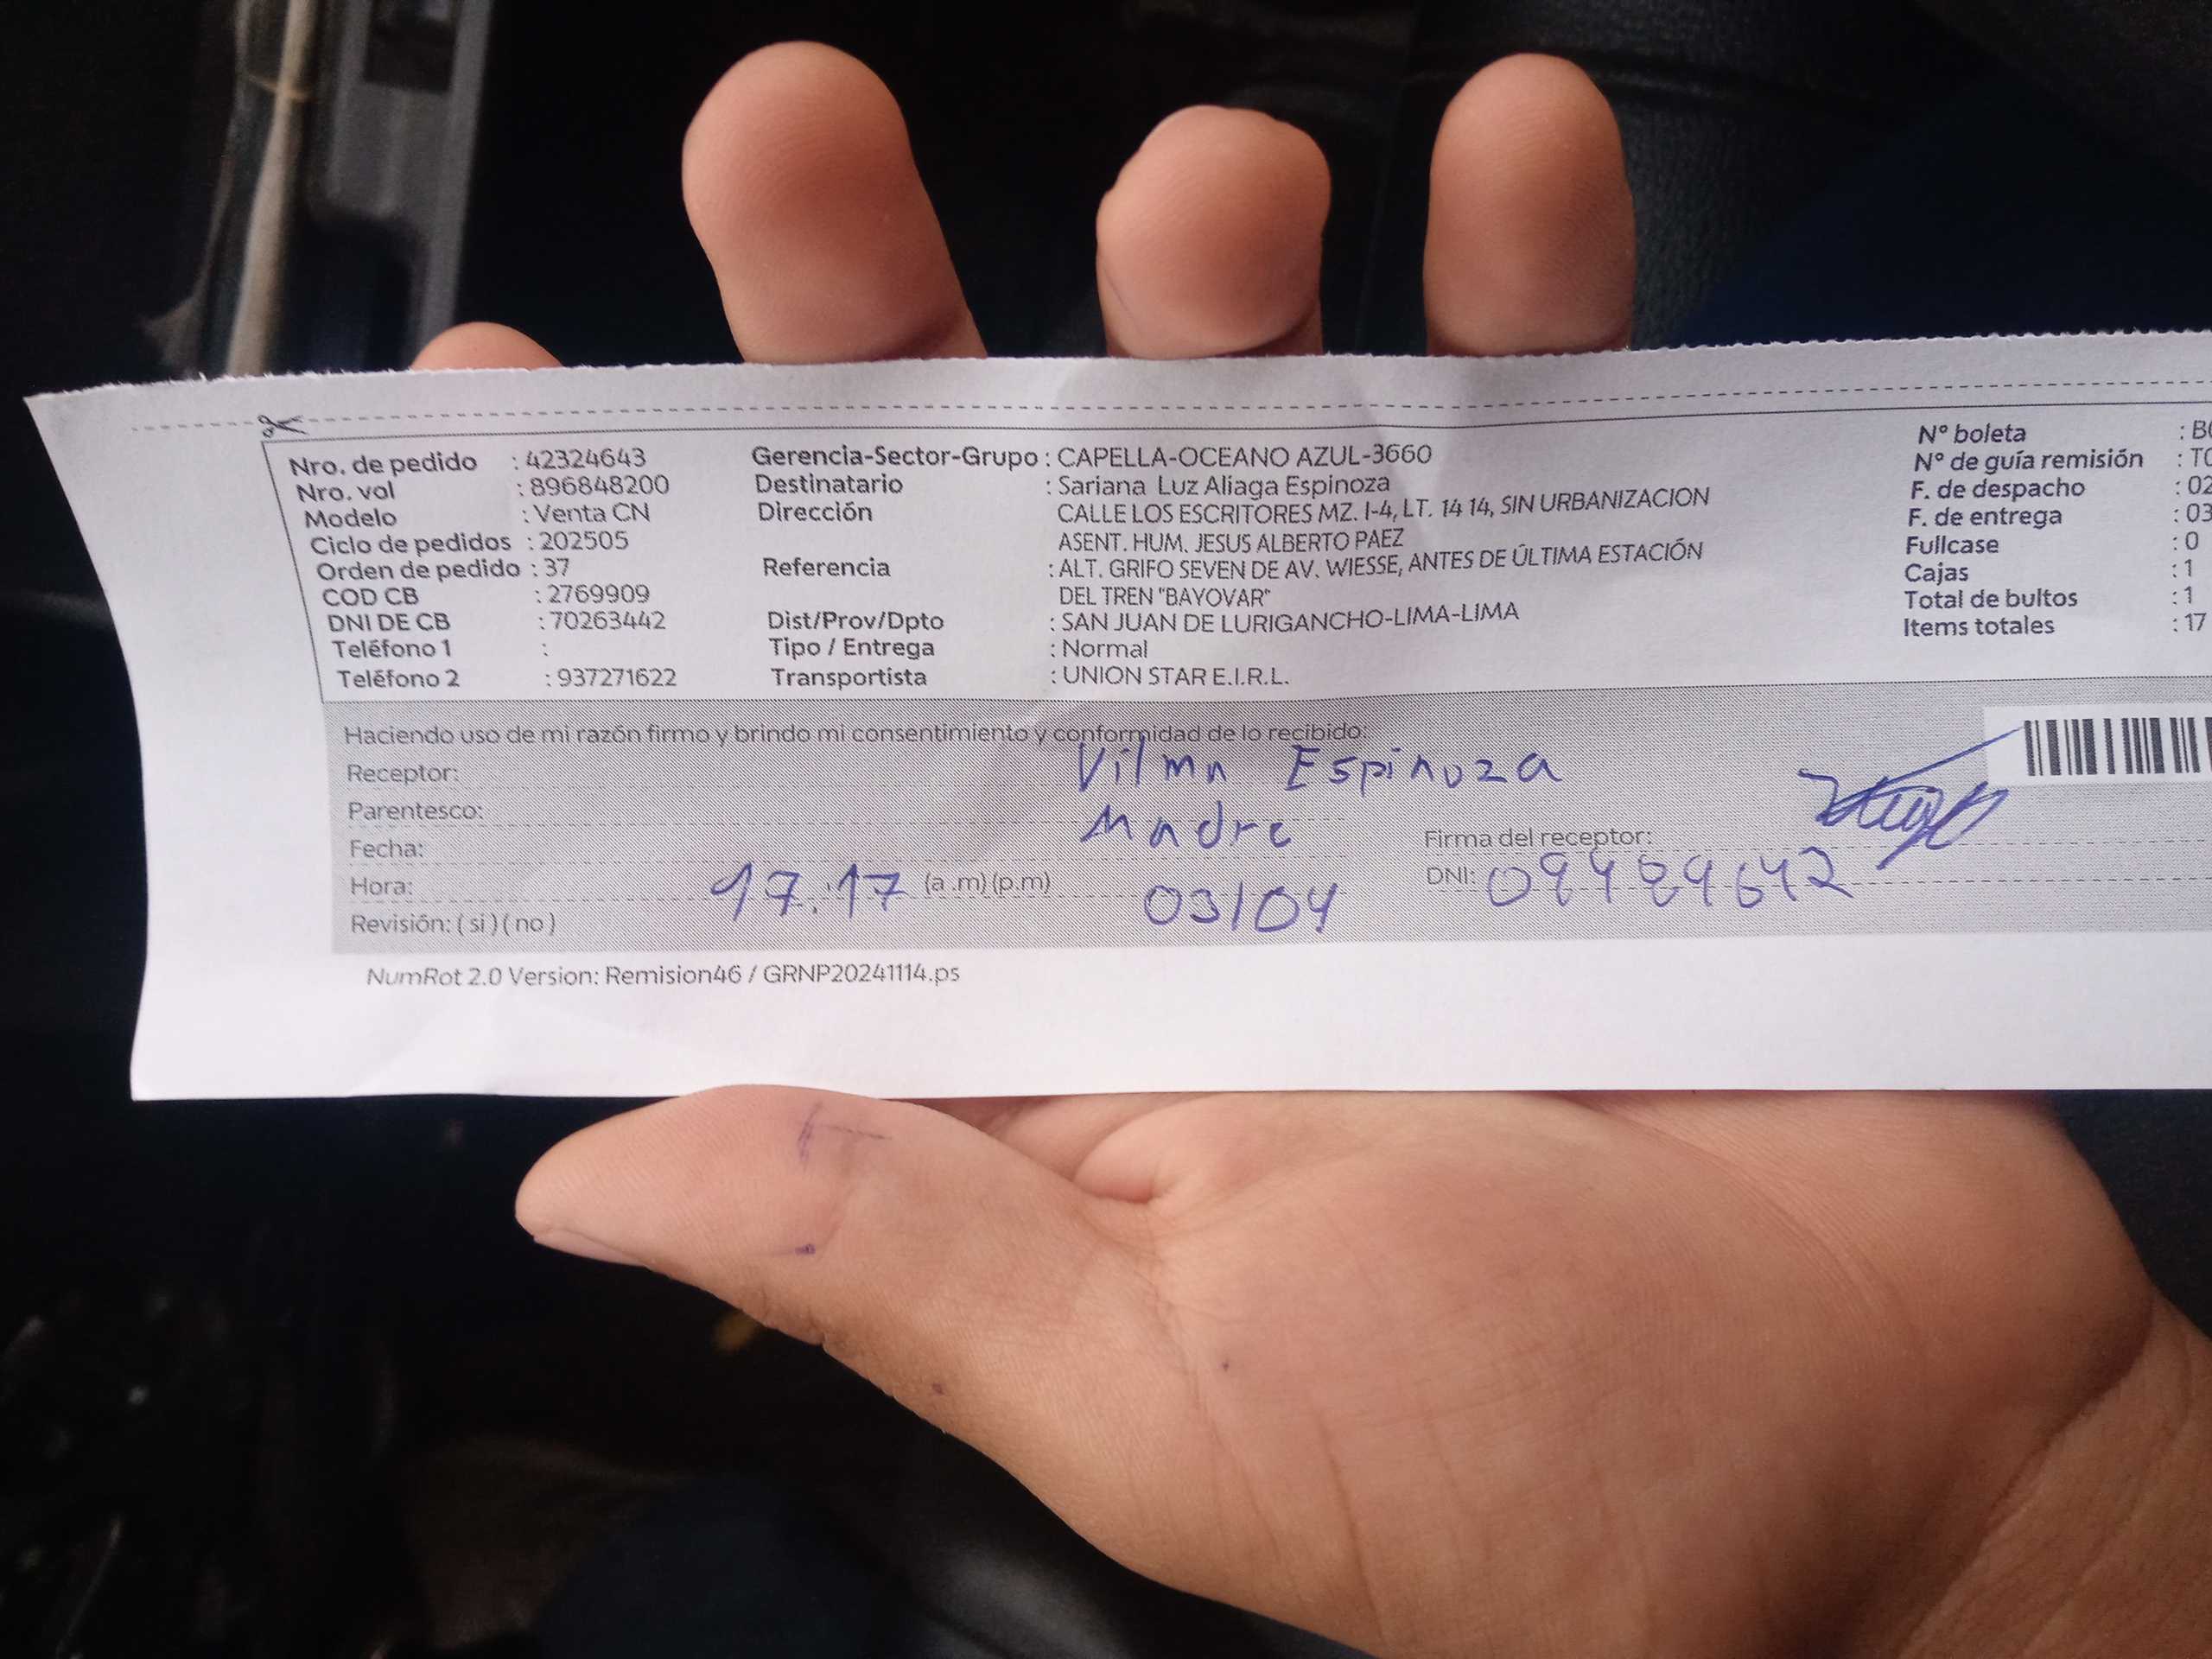 Nro. de pedido : 42324643
Nro. vol : 896848200
Modelo : Venta CN
Ciclo de pedidos : 202505
Orden de pedido : 37
COD CB : 2769909
DNI DE CB : 70263442
Teléfono 1 :
Teléfono 2 : 937271622
Gerencia-Sector-Grupo : CAPELLA-OCEANO AZUL-3660
Destinatario : Sariana Luz Aliaga Espinoza
Dirección CALLE LOS ESCRITORES MZ. I-4, LT. 14 14, SIN URBANIZACION
ASENT. HUM. JESUS ALBERTO PAEZ
Referencia : ALT. GRIFO SEVEN DE AV. WIESSE, ANTES DE ÚLTIMA ESTACIÓN
DEL TREN "BAYOVAR"
Dist/Prov/Dpto : SAN JUAN DE LURIGANCHO-LIMA-LIMA
Tipo / Entrega : Normal
Transportista : UNION STAR E.I.R.L.
Nº boleta :
Nº de guía remisión :
F. de despacho : 02
F. de entrega : 03
Fullcase : 0
Cajas : 1
Total de bultos : 1
Items totales : 17
Haciendo uso de mi razón firmo y brindo mi consentimiento y conformidad de lo recibido:
Receptor: Vilma Espinoza
Parentesco: Madre
Firma del receptor:
Fecha: 03/04
Hora: 17:17 (a.m) (p.m)
DNI: 09489642
Revisión: ( si ) ( no )
NumRot 2.0 Version: Remision46 / GRNP20241114.ps